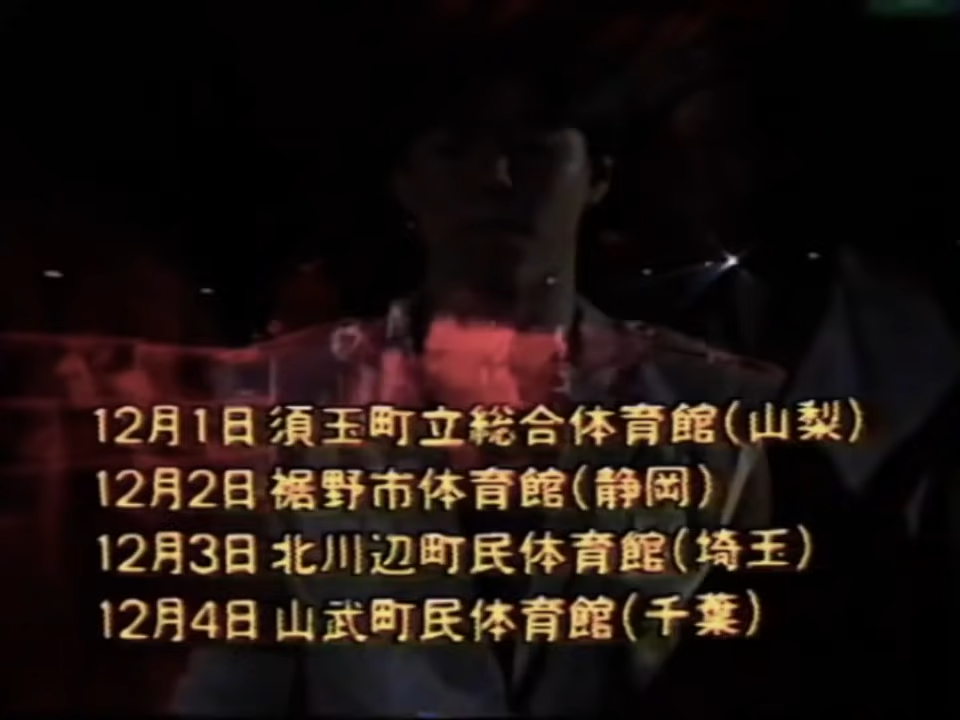 12月1日 須玉町立総合体育館(山梨)
12月2日 裾野市体育館(静岡)
12月3日 北川辺町民体育館(埼玉)
12月4日 山武町民体育館(千葉)